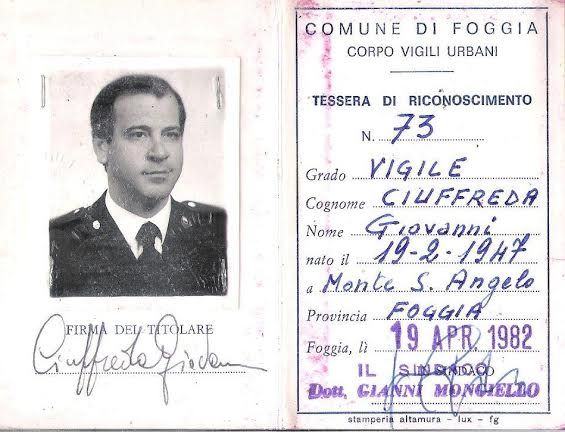 FIRMA DEL TITOLARE
Ciuffreda Giovanni
COMUNE DI FOGGIA
CORPO VIGILI URBANI
TESSERA DI RICONOSCIMENTO
N. 73
Grado VIGILE
Cognome CIUFFREDA
Nome Giovanni
nato il 19-2-1947
a Monte S. Angelo
Provincia FOGGIA
Foggia, lì 19 APR. 1982
IL SINDACO
Dott. GIANNI MONGIELLO
stamperia altamura - lux - fg